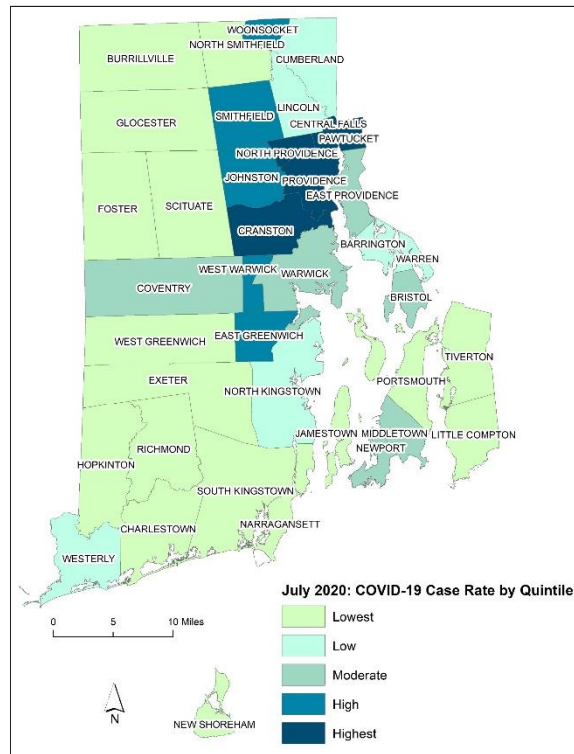 WOONSOCKET
NORTH SMITHFIELD
BURRILLVILLE
CUMBERLAND
LINCOLN
SMITHFIELD
GLOCESTER
CENTRAL FALLS
PAWTUCKET
NORTH PROVIDENCE
JOHNSTON
PROVIDENCE
EAST PROVIDENCE
FOSTER
SCITUATE
CRANSTON
BARRINGTON
WARREN
WEST WARWICK
WARWICK
COVENTRY
BRISTOL
EAST GREENWICH
WEST GREENWICH
TIVERTON
EXETER
PORTSMOUTH
NORTH KINGSTOWN
JAMESTOWN
MIDDLETOWN
LITTLE COMPTON
NEWPORT
RICHMOND
HOPKINTON
SOUTH KINGSTOWN
NARRAGANSETT
CHARLESTOWN
WESTERLY
July 2020: COVID-19 Case Rate by Quintile
Lowest
Low
Moderate
High
Highest
0 5 10 Miles
N
NEW SHOREHAM